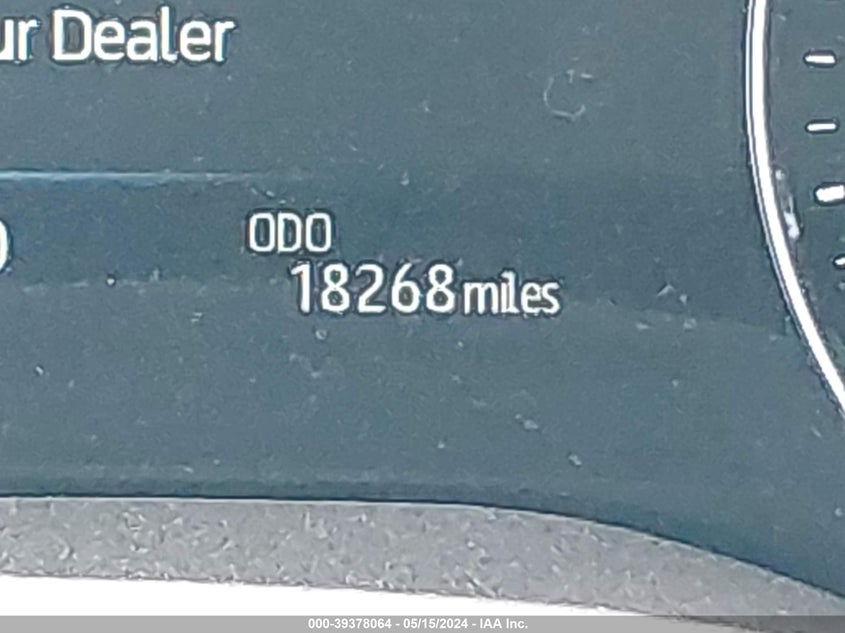 ur Dealer
ODO
18268 miles
000-39378064 - 05/15/2024 - IAA Inc.